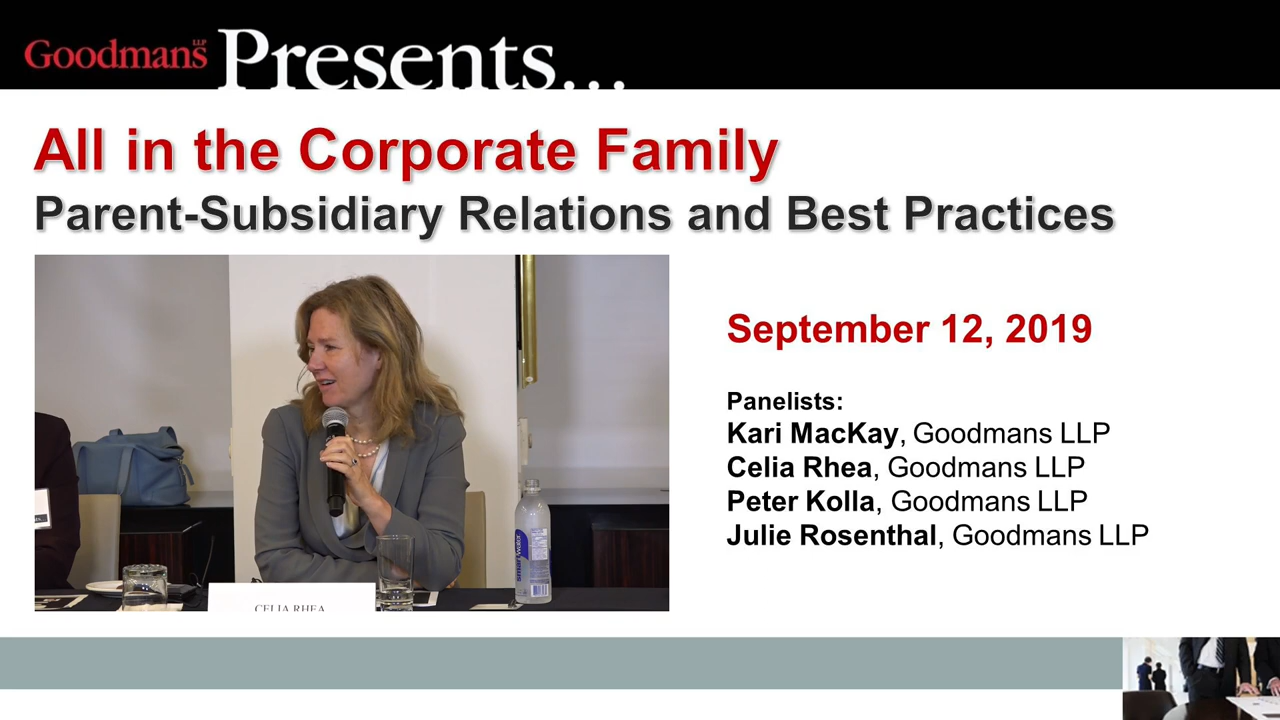 Goodmans LLP Presents...
All in the Corporate Family
Parent-Subsidiary Relations and Best Practices
September 12, 2019
Panelists:
Kari MacKay, Goodmans LLP
Celia Rhea, Goodmans LLP
Peter Kolla, Goodmans LLP
Julie Rosenthal, Goodmans LLP
smartwater
CELIA RHEA